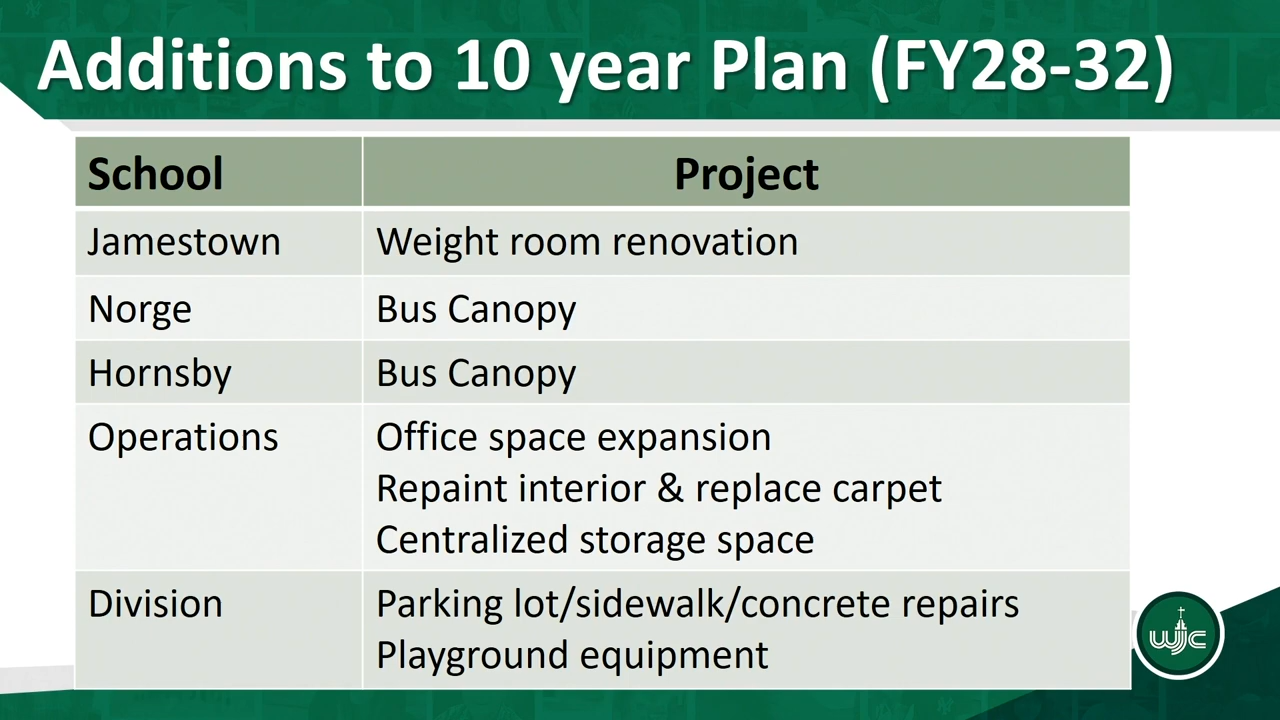 Additions to 10 year Plan (FY28-32)
School Project
Jamestown Weight room renovation
Norge Bus Canopy
Hornsby Bus Canopy
Operations Office space expansion
Repaint interior & replace carpet
Centralized storage space
Division Parking lot/sidewalk/concrete repairs
Playground equipment
WJC